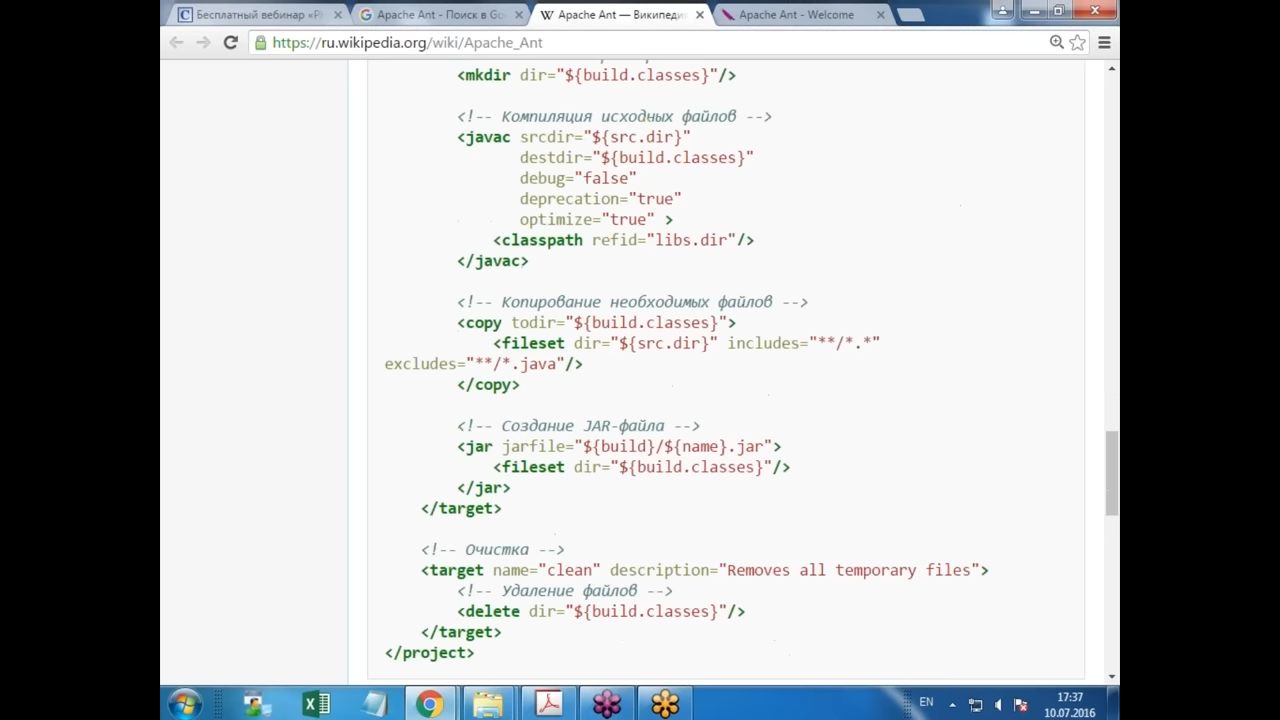 Бесплатный вебинар «P
Apache Ant - Поиск в Go
Apache Ant — Википеди
Apache Ant - Welcome
https://ru.wikipedia.org/wiki/Apache_Ant
<mkdir dir="${build.classes}"/>
<!-- Компиляция исходных файлов -->
<javac srcdir="${src.dir}"
destdir="${build.classes}"
debug="false"
deprecation="true"
optimize="true" >
<classpath refid="libs.dir"/>
</javac>
<!-- Копирование необходимых файлов -->
<copy todir="${build.classes}">
<fileset dir="${src.dir}" includes="**/*.*"
excludes="**/*.java"/>
</copy>
<!-- Создание JAR-файла -->
<jar jarfile="${build}/${name}.jar">
<fileset dir="${build.classes}"/>
</jar>
</target>
<!-- Очистка -->
<target name="clean" description="Removes all temporary files">
<!-- Удаление файлов -->
<delete dir="${build.classes}"/>
</target>
</project>
EN
17:37
10.07.2016